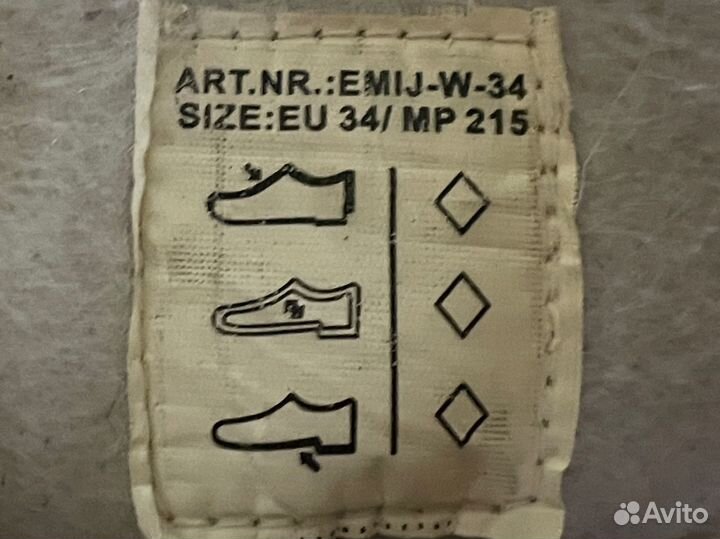 ART.NR.:EMIJ-W-34
SIZE:EU 34/ MP 215
Avito